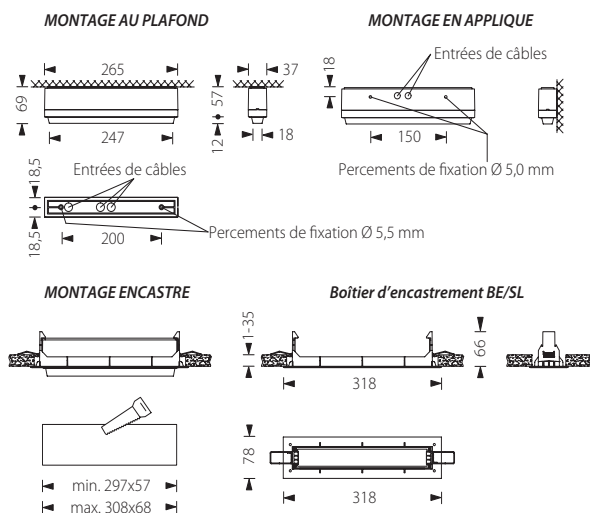 MONTAGE AU PLAFOND
265
37
69
57
12
247
18
18,5
Entrées de câbles
18,5
200
Percements de fixation Ø 5,5 mm
MONTAGE EN APPLIQUE
18
Entrées de câbles
150
Percements de fixation Ø 5,0 mm
MONTAGE ENCASTRE
min. 297x57
max. 308x68
Boîtier d'encastrement BE/SL
1-35
66
318
78
318